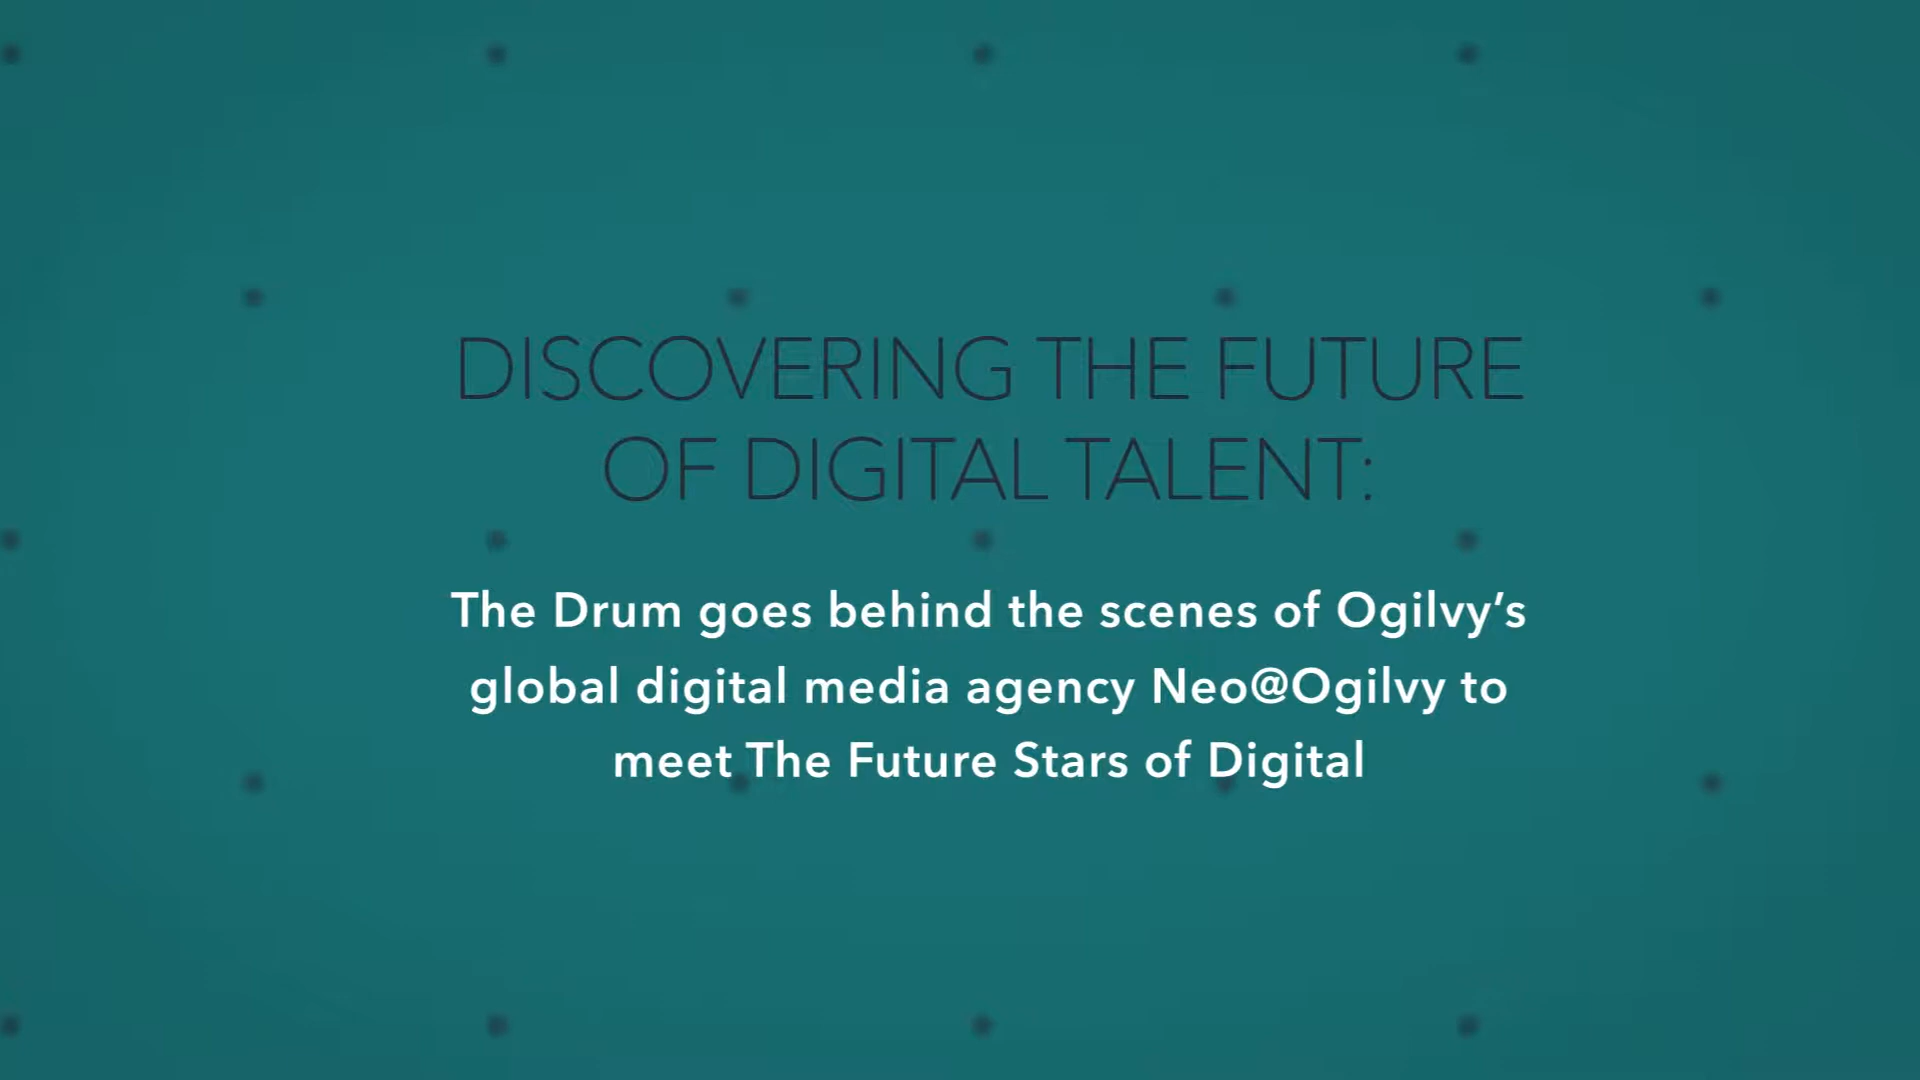 DISCOVERING THE FUTURE
OF DIGITAL TALENT:
The Drum goes behind the scenes of Ogilvy’s
global digital media agency Neo@Ogilvy to
meet The Future Stars of Digital